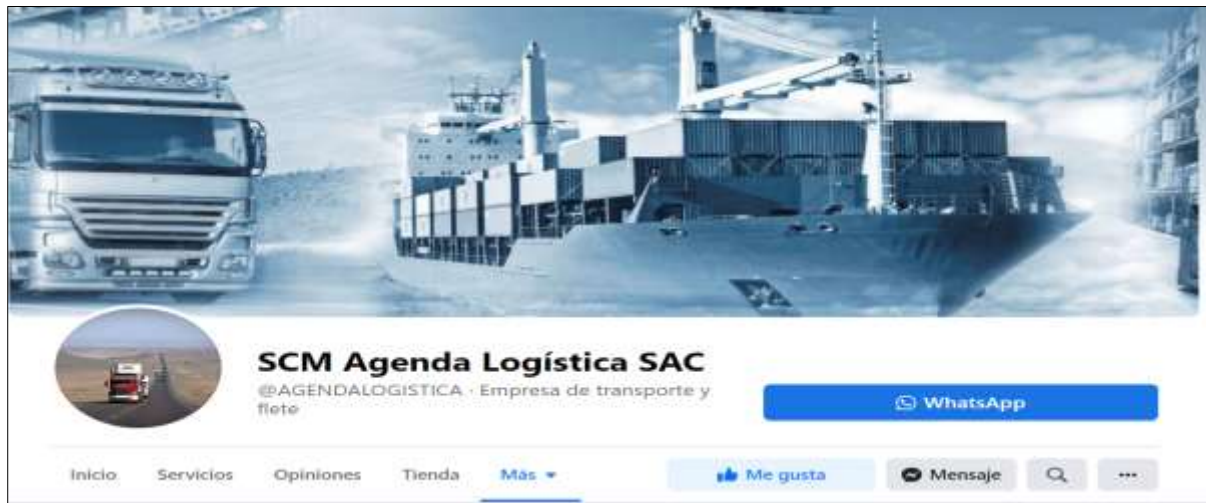 SCM Agenda Logística SAC
@AGENDALOGISTICA · Empresa de transporte y
flete
WhatsApp
Inicio Servicios Opiniones Tienda Más Me gusta Mensaje